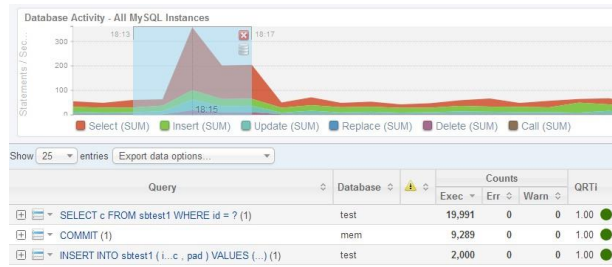 Database Activity - All MySQL Instances
Statements / Sec...
300
200
100
0
18:13
18:17
18:15
Select (SUM) Insert (SUM) Update (SUM) Replace (SUM) Delete (SUM) Call (SUM)
Show 25 entries Export data options...
Query Database Counts QRTi
Exec Err Warn
SELECT c FROM sbtest1 WHERE id = ? (1) test 19,991 0 0 1.00
COMMIT (1) mem 9,289 0 0 1.00
INSERT INTO sbtest1 ( i...c , pad ) VALUES (...) (1) test 2,000 0 0 1.00